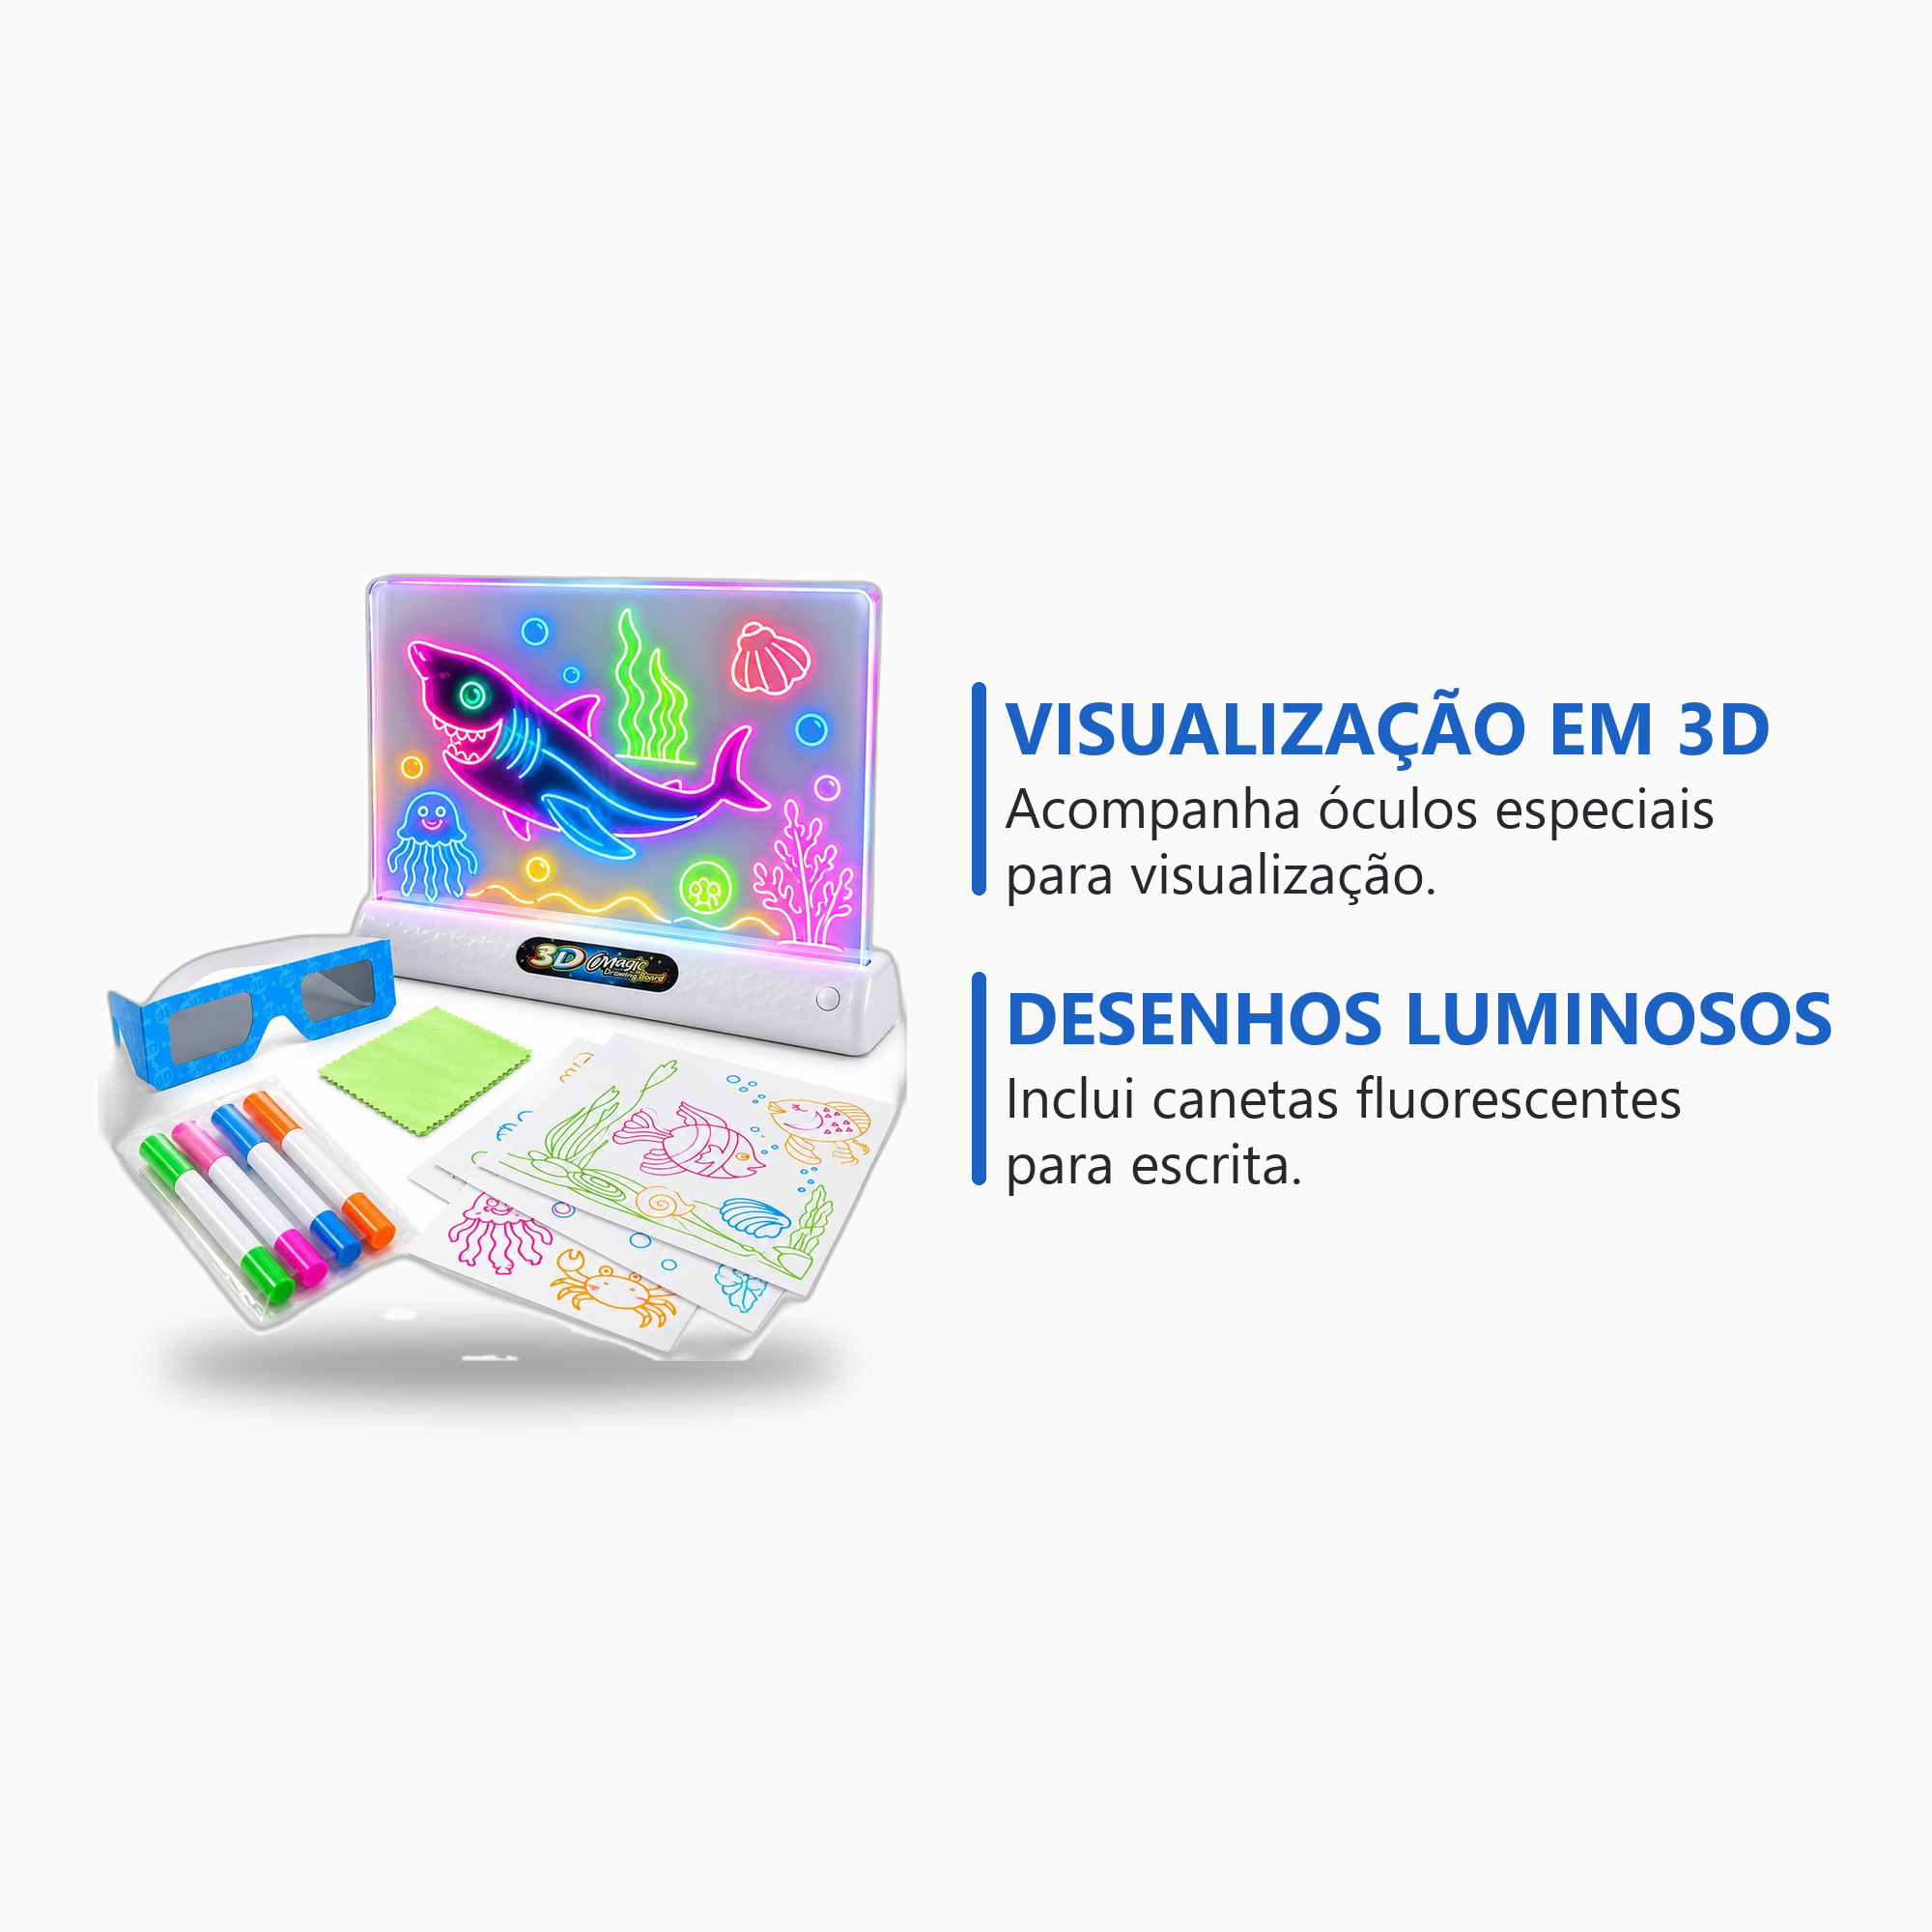 3D Magic
Drawing Board
VISUALIZAÇÃO EM 3D
Acompanha óculos especiais
para visualização.
DESENHOS LUMINOSOS
Inclui canetas fluorescentes
para escrita.